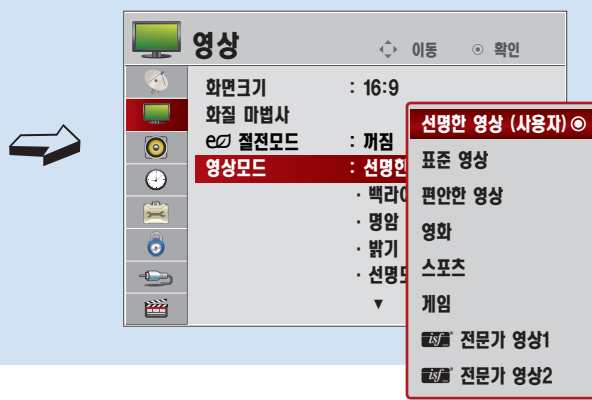 영상
이동 확인
화면크기 : 16:9
화질 마법사
절전모드 : 꺼짐
영상모드 : 선명한
· 백라이
· 명암
· 밝기
· 선명도
선명한 영상 (사용자)
표준 영상
편안한 영상
영화
스포츠
게임
isf 전문가 영상1
isf 전문가 영상2